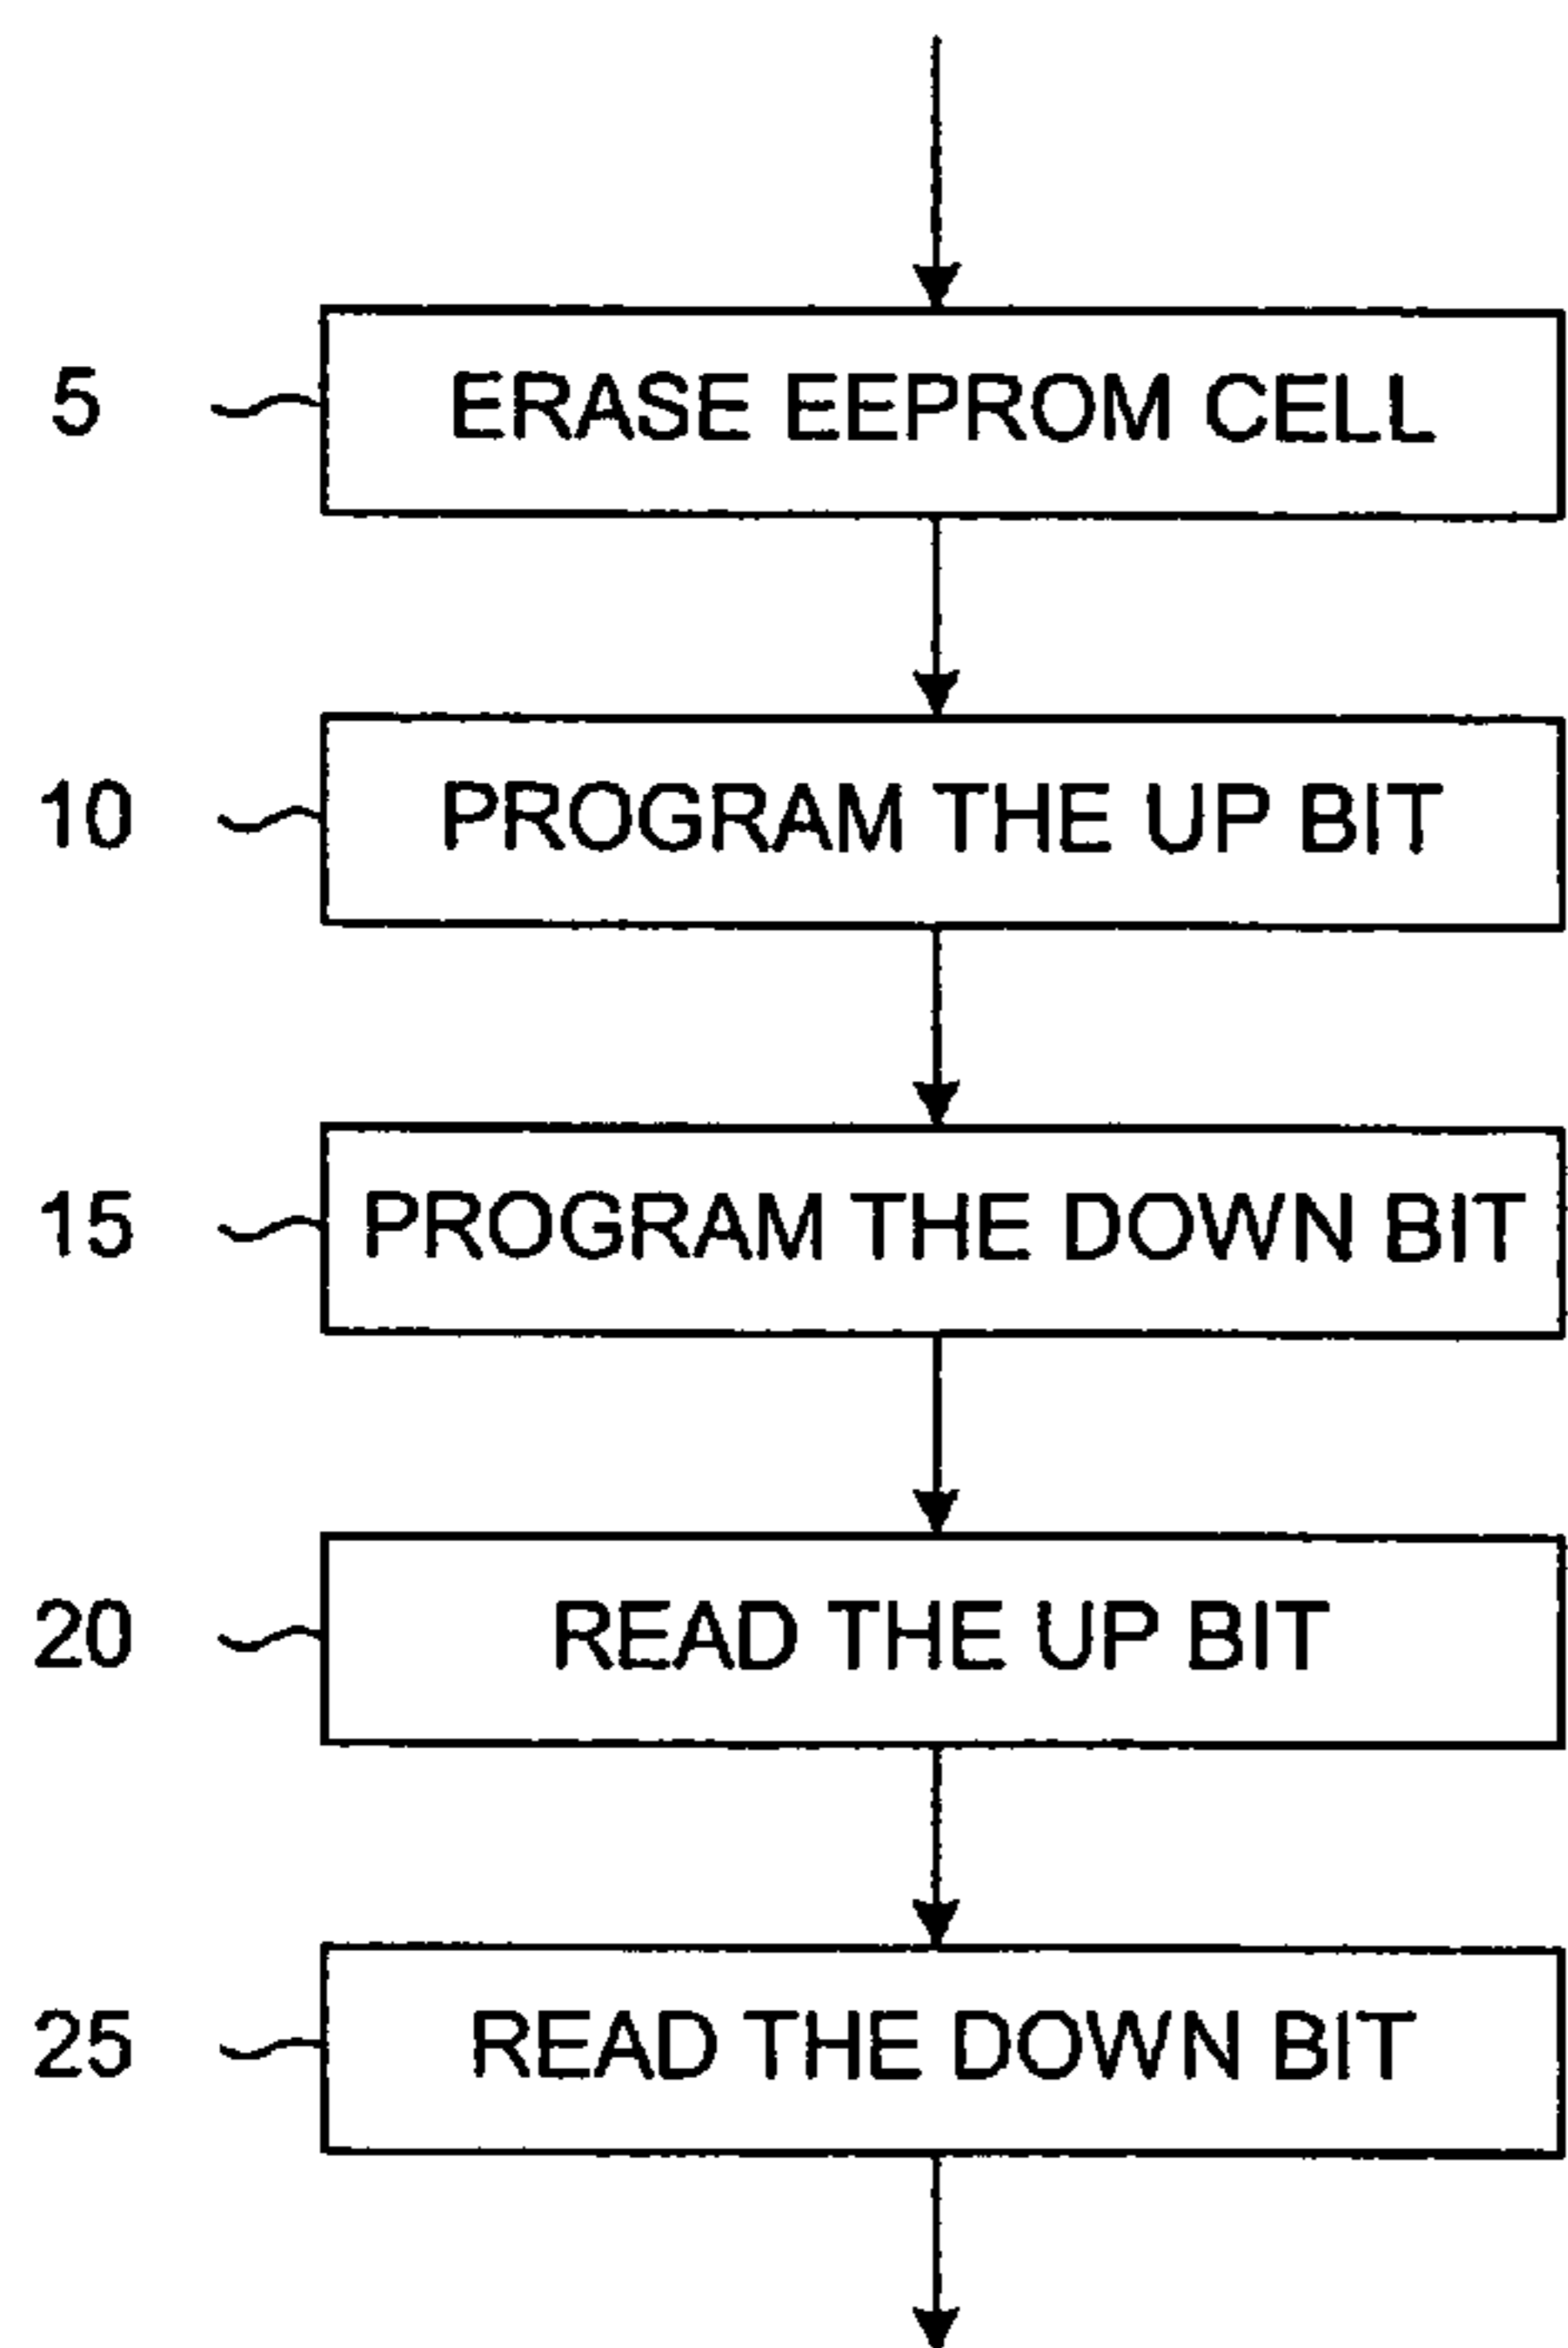 5 ERASE EEPROM CELL
10 PROGRAM THE UP BIT
15 PROGRAM THE DOWN BIT
20 READ THE UP BIT
25 READ THE DOWN BIT